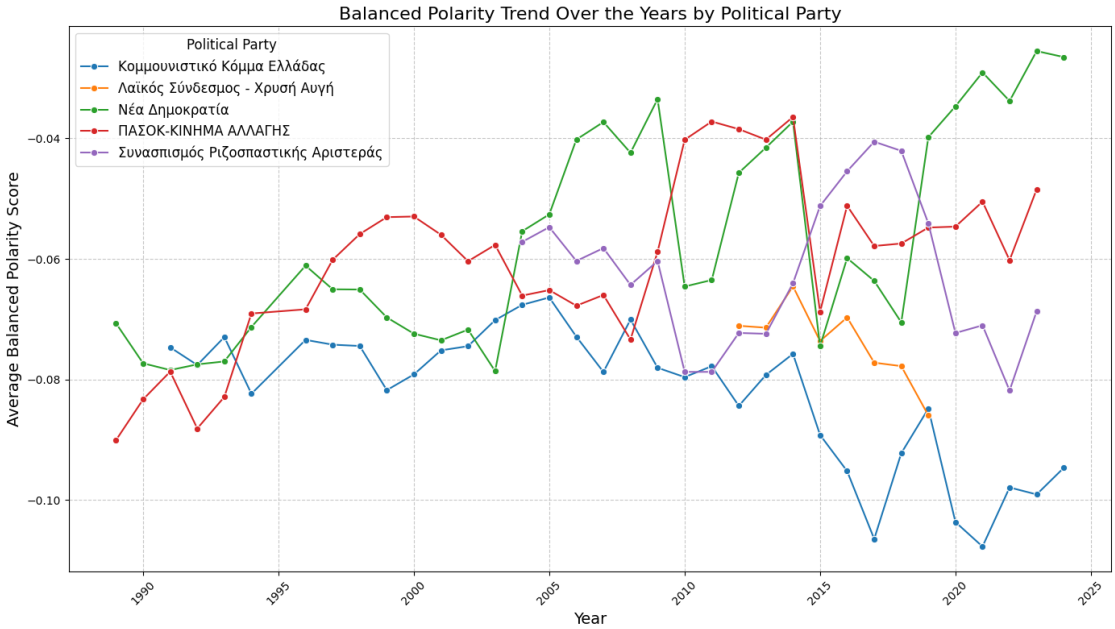 Balanced Polarity Trend Over the Years by Political Party
Political Party
Κομμουνιστικό Κόμμα Ελλάδας
Λαϊκός Σύνδεσμος - Χρυσή Αυγή
Νέα Δημοκρατία
ΠΑΣΟΚ-ΚΙΝΗΜΑ ΑΛΛΑΓΗΣ
Συνασπισμός Ριζοσπαστικής Αριστεράς
Average Balanced Polarity Score
−0.04
−0.06
−0.08
−0.10
1990
1995
2000
2005
2010
2015
2020
2025
Year